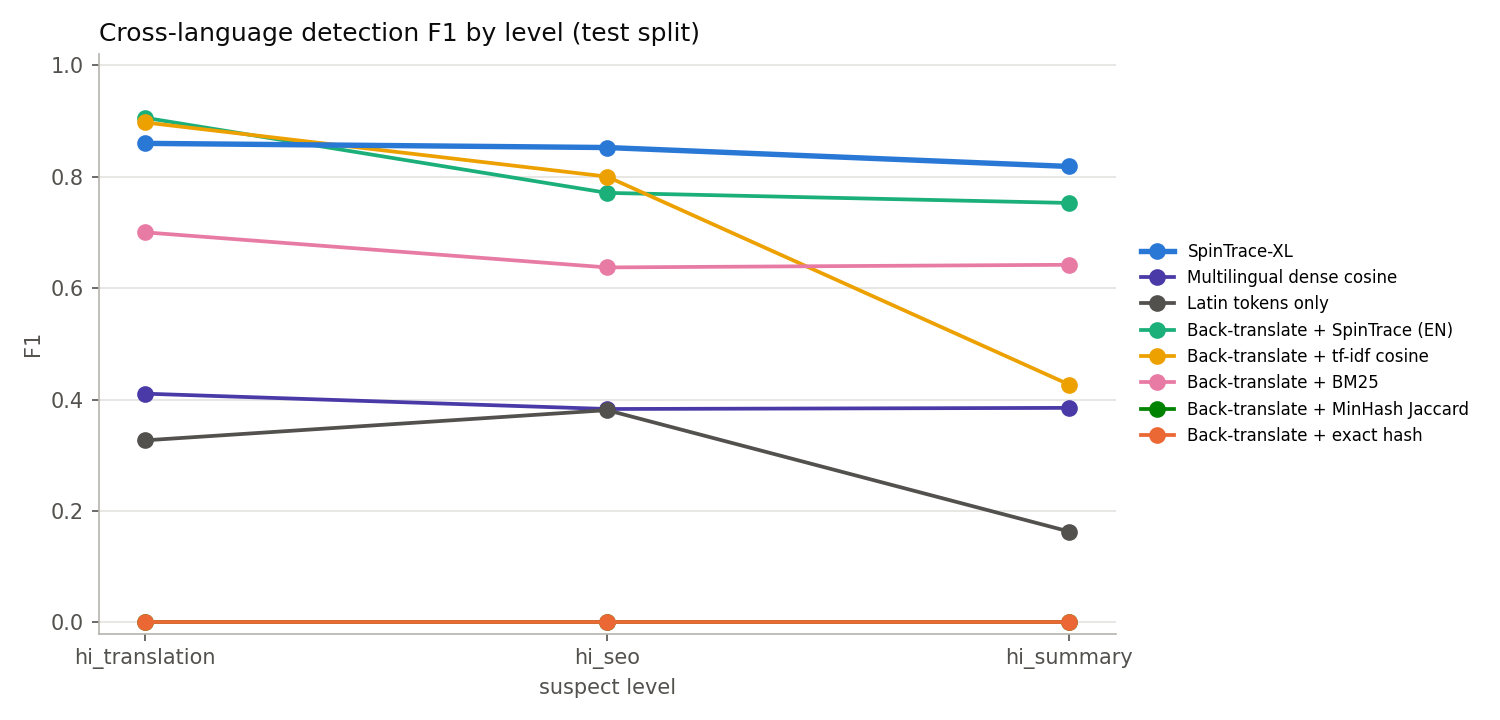 Cross-language detection F1 by level (test split)
1.0
0.8
0.6
0.4
0.2
0.0
F1
hi_translation
hi_seo
hi_summary
suspect level
SpinTrace-XL
Multilingual dense cosine
Latin tokens only
Back-translate + SpinTrace (EN)
Back-translate + tf-idf cosine
Back-translate + BM25
Back-translate + MinHash Jaccard
Back-translate + exact hash